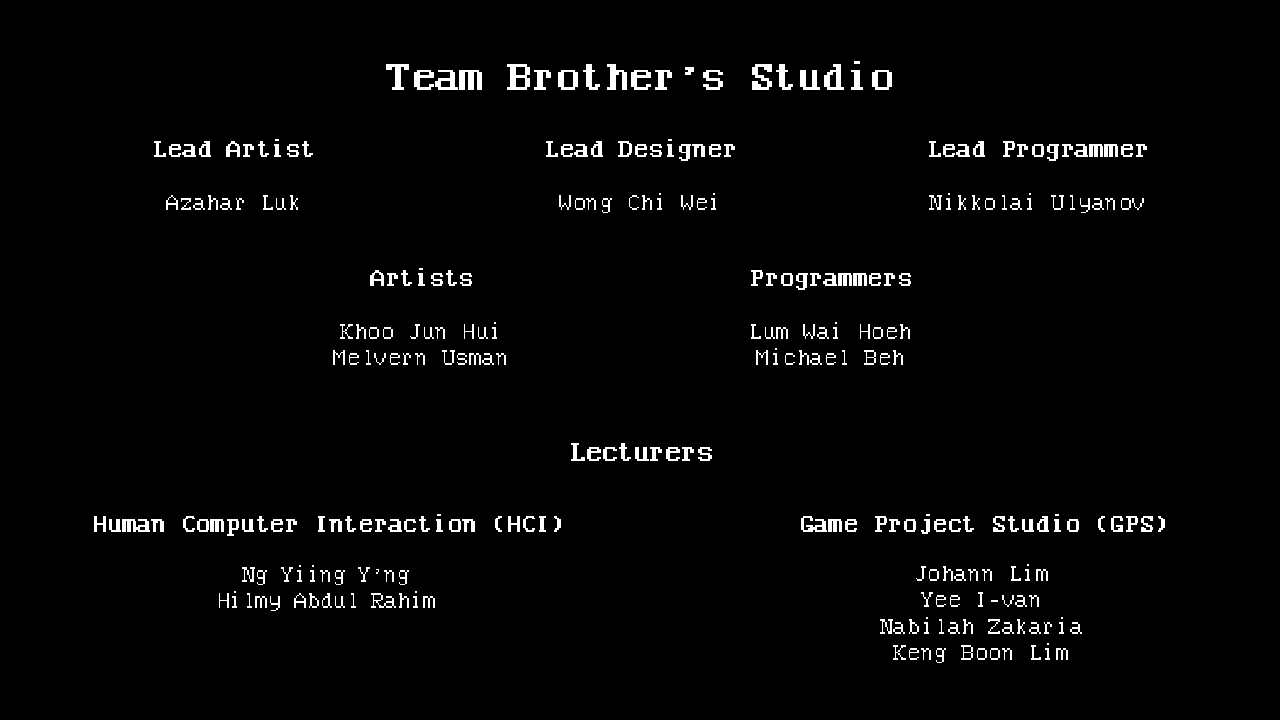 Team Brother's Studio
Lead Artist
Azahar Luk
Lead Designer
Wong Chi Wei
Lead Programmer
Nikkolai Ulyanov
Artists
Khoo Jun Hui
Melvern Usman
Programmers
Lum Wai Hoeh
Michael Beh
Lecturers
Human Computer Interaction (HCI)
Ng Yiing Y'ng
Hilmy Abdul Rahim
Game Project Studio (GPS)
Johann Lim
Yee I-van
Nabilah Zakaria
Keng Boon Lim